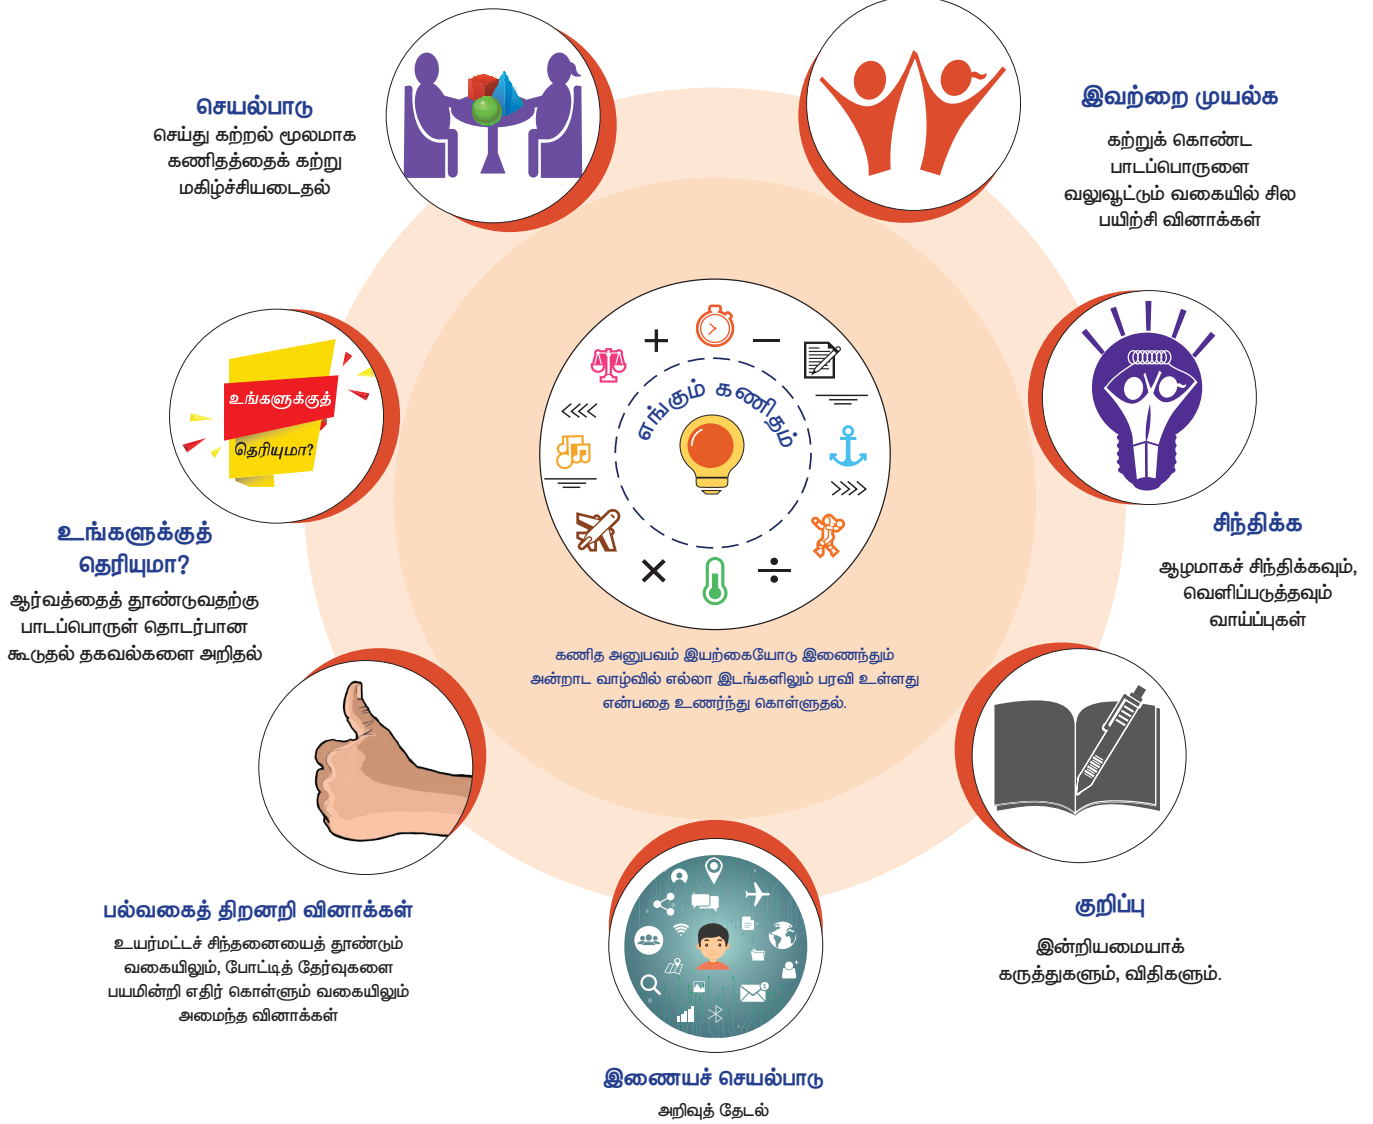 செயல்பாடு
செய்து கற்றல் மூலமாக
கணிதத்தைக் கற்று
மகிழ்ச்சியடைதல்
இவற்றை முயல்க
கற்றுக் கொண்ட
பாடப்பொருளை
வலுவூட்டும் வகையில் சில
பயிற்சி வினாக்கள்
உங்களுக்குத்
தெரியுமா?
உங்களுக்குத்
தெரியுமா?
ஆர்வத்தைத் தூண்டுவதற்கு
பாடப்பொருள் தொடர்பான
கூடுதல் தகவல்களை அறிதல்
எங்கும் கணிதம்
கணித அனுபவம் இயற்கையோடு இணைந்தும்
அன்றாட வாழ்வில் எல்லா இடங்களிலும் பரவி உள்ளது
என்பதை உணர்ந்து கொள்ளுதல்.
சிந்திக்க
ஆழமாகச் சிந்திக்கவும்,
வெளிப்படுத்தவும்
வாய்ப்புகள்
பல்வகைத் திறனறி வினாக்கள்
உயர்மட்டச் சிந்தனையைத் தூண்டும்
வகையிலும், போட்டித் தேர்வுகளை
பயமின்றி எதிர் கொள்ளும் வகையிலும்
அமைந்த வினாக்கள்
குறிப்பு
இன்றியமையாக்
கருத்துகளும், விதிகளும்.
இணையச் செயல்பாடு
அறிவுத் தேடல்